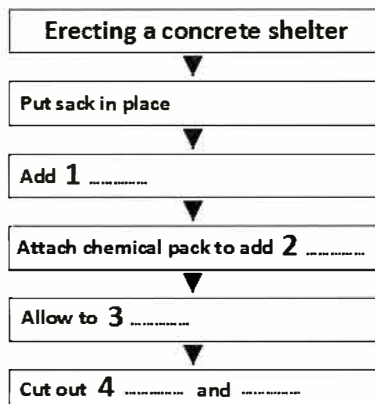 Erecting a concrete shelter
Put sack in place
Add 1 ..............
Attach chemical pack to add 2 ..............
Allow to 3 ..............
Cut out 4 .............. and ..............